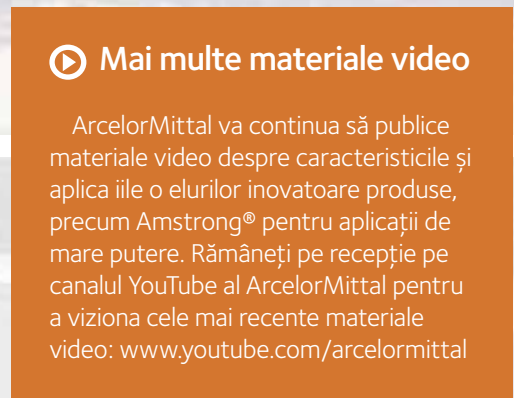 Mai multe materiale video
ArcelorMittal va continua să publice
materiale video despre caracteristicile și
aplica iile o elurilor inovatoare produse,
precum Amstrong® pentru aplicații de
mare putere. Rămâneți pe recepție pe
canalul YouTube al ArcelorMittal pentru
a viziona cele mai recente materiale
video: www.youtube.com/arcelormittal